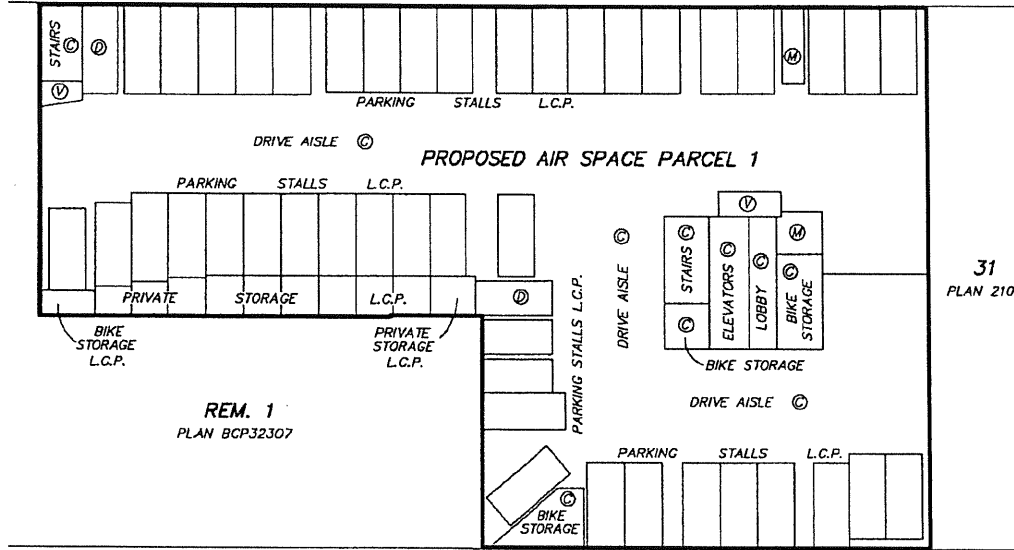 STAIRS
Ⓒ
Ⓓ
Ⓥ
Ⓜ
PARKING STALLS L.C.P.
DRIVE AISLE Ⓒ
PROPOSED AIR SPACE PARCEL 1
PARKING STALLS L.C.P.
Ⓥ
STAIRS Ⓒ
ELEVATORS Ⓒ
LOBBY Ⓒ
Ⓜ
BIKE Ⓒ
STORAGE
DRIVE AISLE Ⓒ
31
PLAN 210
PRIVATE STORAGE L.C.P.
Ⓓ
BIKE
STORAGE
L.C.P.
PRIVATE
STORAGE
L.C.P.
PARKING STALLS L.C.P.
Ⓒ
BIKE STORAGE
DRIVE AISLE Ⓒ
REM. 1
PLAN BCP32307
PARKING STALLS L.C.P.
Ⓒ
BIKE
STORAGE